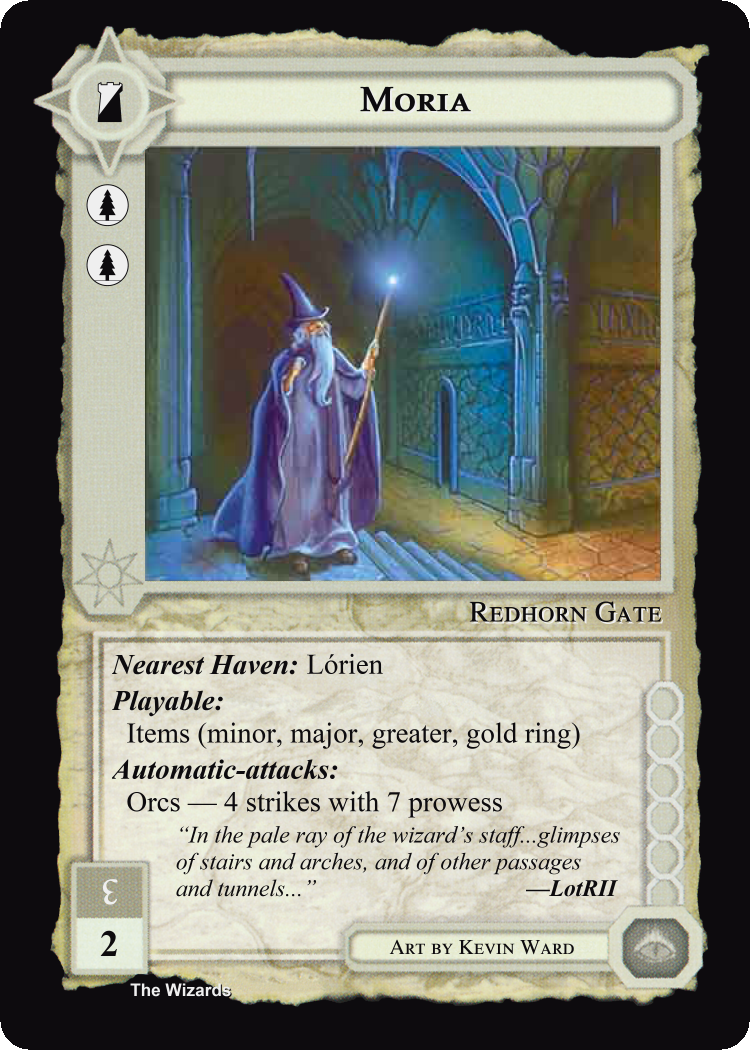 MORIA
REDHORN GATE
Nearest Haven: Lórien
Playable:
Items (minor, major, greater, gold ring)
Automatic-attacks:
Orcs — 4 strikes with 7 prowess
“In the pale ray of the wizard’s staff...glimpses
of stairs and arches, and of other passages
and tunnels...” —LotRII
3
2
ART BY KEVIN WARD
The Wizards